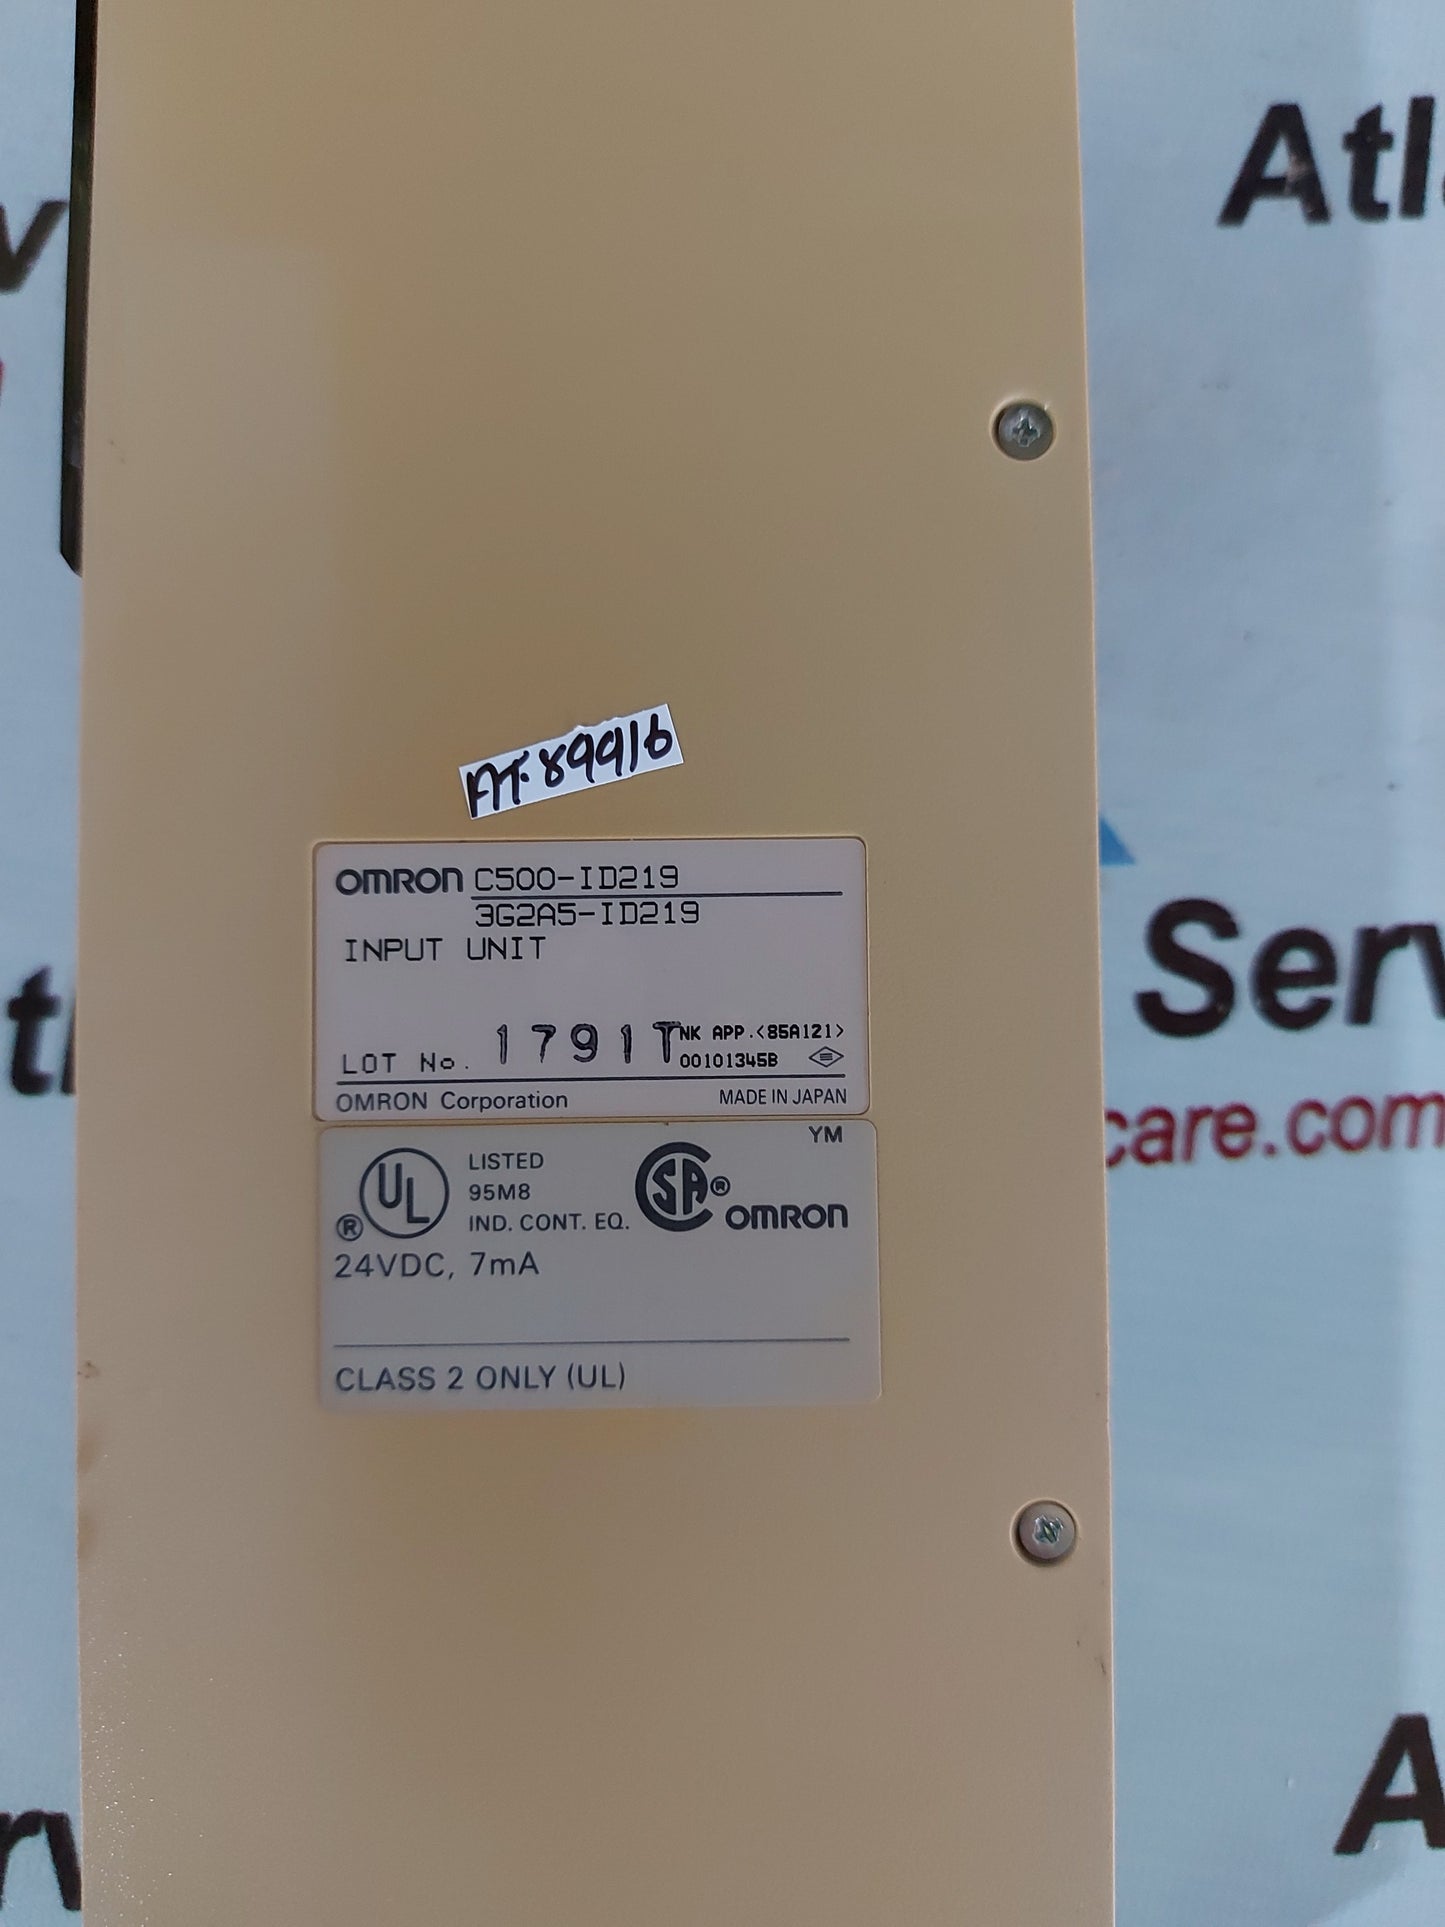 Atl
AT.89916
OMRON C500-ID219
3G2A5-ID219
INPUT UNIT
LOT No. 1791T NK APP.<85A121>
00101345B
OMRON Corporation MADE IN JAPAN
YM
UL ® LISTED
95M8
IND. CONT. EQ.
SA ® OMRON
24VDC, 7mA
CLASS 2 ONLY (UL)
Serv
care.com
A